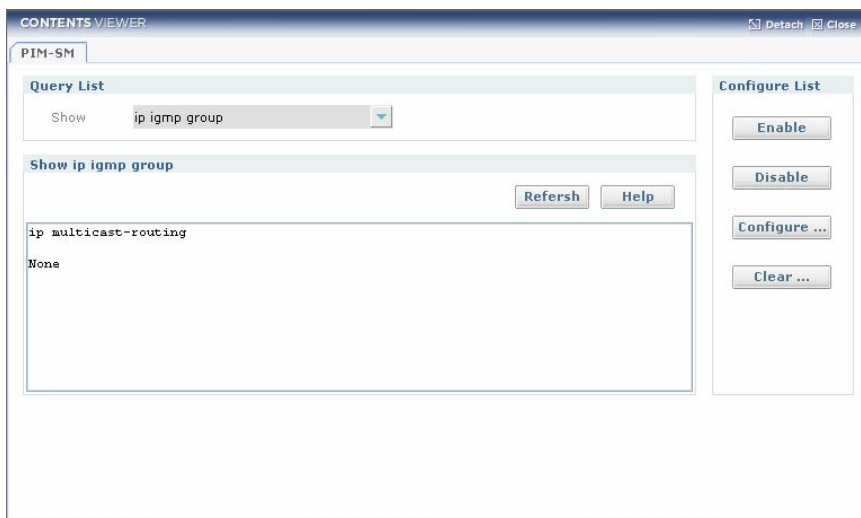 CONTENTS VIEWER
Detach Close
PIM-SM
Query List
Show ip igmp group
Show ip igmp group
Refersh Help
ip multicast-routing
None
Configure List
Enable
Disable
Configure ...
Clear ...